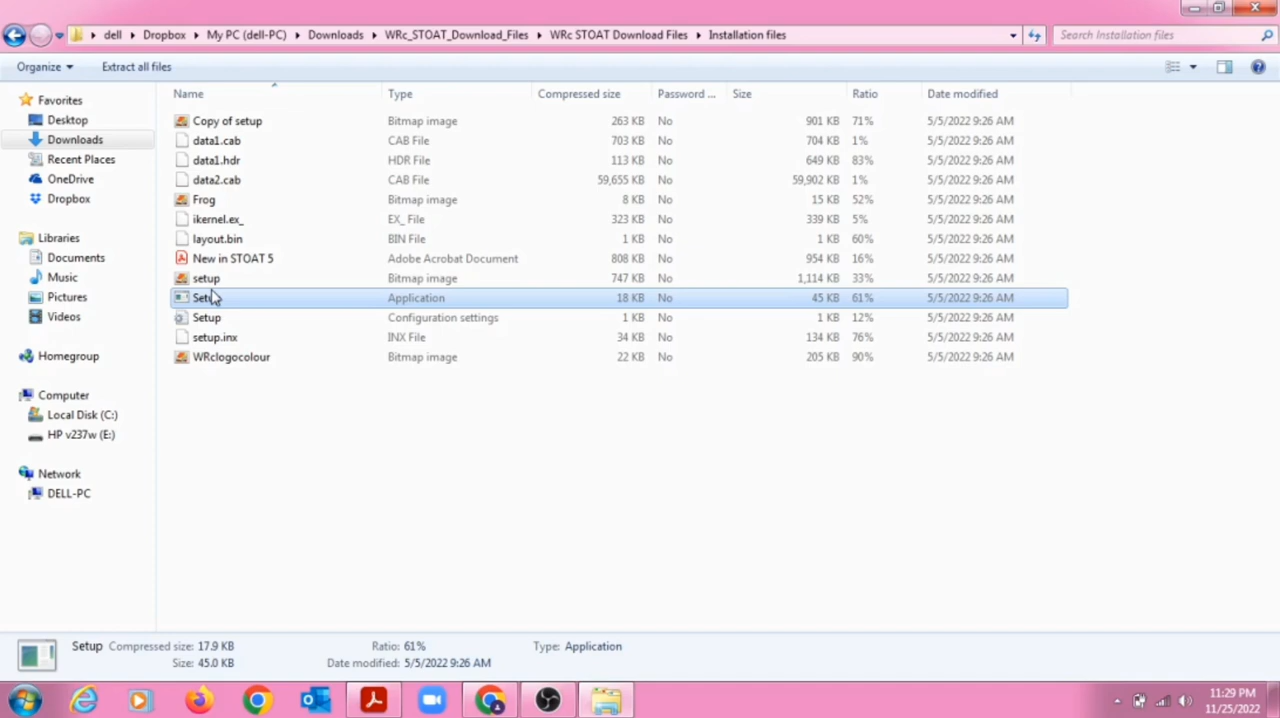 dell Dropbox My PC (dell-PC) Downloads WRc_STOAT_Download_Files WRc STOAT Download Files Installation files Search Installation files
Organize Extract all files
Name Type Compressed size Password ... Size Ratio Date modified
Copy of setup Bitmap image 263 KB No 901 KB 71% 5/5/2022 9:26 AM
data1.cab CAB File 703 KB No 704 KB 1% 5/5/2022 9:26 AM
data1.hdr HDR File 113 KB No 649 KB 83% 5/5/2022 9:26 AM
data2.cab CAB File 59,655 KB No 59,902 KB 1% 5/5/2022 9:26 AM
Frog Bitmap image 8 KB No 15 KB 52% 5/5/2022 9:26 AM
ikernel.ex_ EX_ File 323 KB No 339 KB 5% 5/5/2022 9:26 AM
layout.bin BIN File 1 KB No 1 KB 60% 5/5/2022 9:26 AM
New in STOAT 5 Adobe Acrobat Document 808 KB No 954 KB 16% 5/5/2022 9:26 AM
setup Bitmap image 747 KB No 1,114 KB 33% 5/5/2022 9:26 AM
Setup Application 18 KB No 45 KB 61% 5/5/2022 9:26 AM
Setup Configuration settings 1 KB No 1 KB 12% 5/5/2022 9:26 AM
setup.inx INX File 34 KB No 134 KB 76% 5/5/2022 9:26 AM
WRclogocolour Bitmap image 22 KB No 205 KB 90% 5/5/2022 9:26 AM
Favorites
Desktop
Downloads
Recent Places
OneDrive
Dropbox
Libraries
Documents
Music
Pictures
Videos
Homegroup
Computer
Local Disk (C:)
HP v237w (E:)
Network
DELL-PC
Setup Compressed size: 17.9 KB Ratio: 61% Type: Application
Size: 45.0 KB Date modified: 5/5/2022 9:26 AM
11:29 PM
11/25/2022